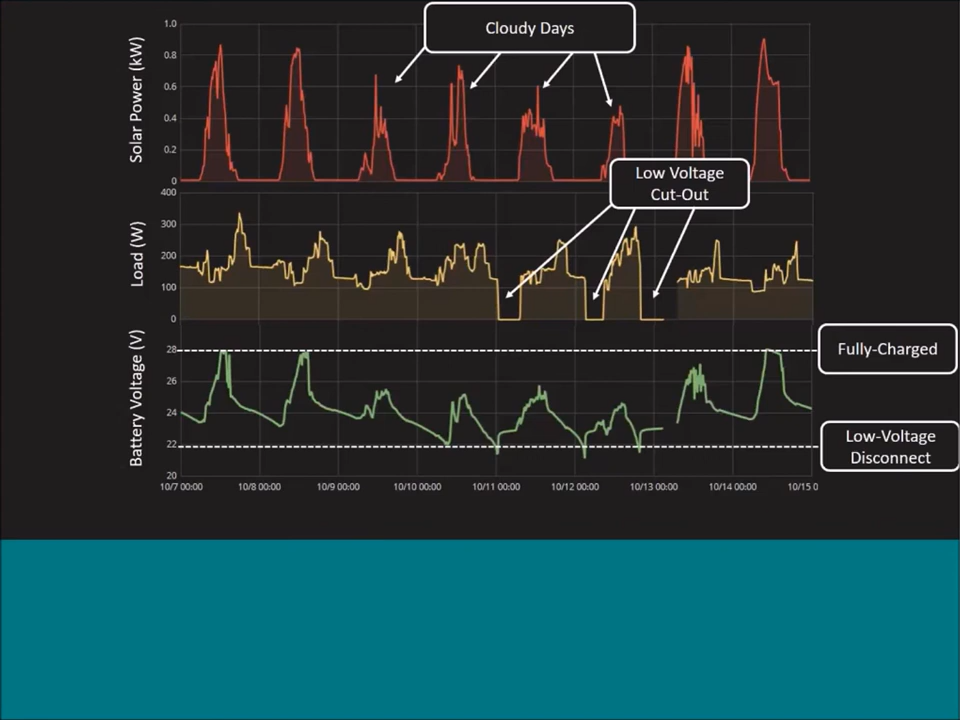 Cloudy Days
Solar Power (kW)
1.0
0.8
0.6
0.4
0.2
0
Low Voltage
Cut-Out
Load (W)
400
300
200
100
0
Battery Voltage (V)
28
26
24
22
20
Fully-Charged
Low-Voltage
Disconnect
10/7 00:00 10/8 00:00 10/9 00:00 10/10 00:00 10/11 00:00 10/12 00:00 10/13 00:00 10/14 00:00 10/15 0